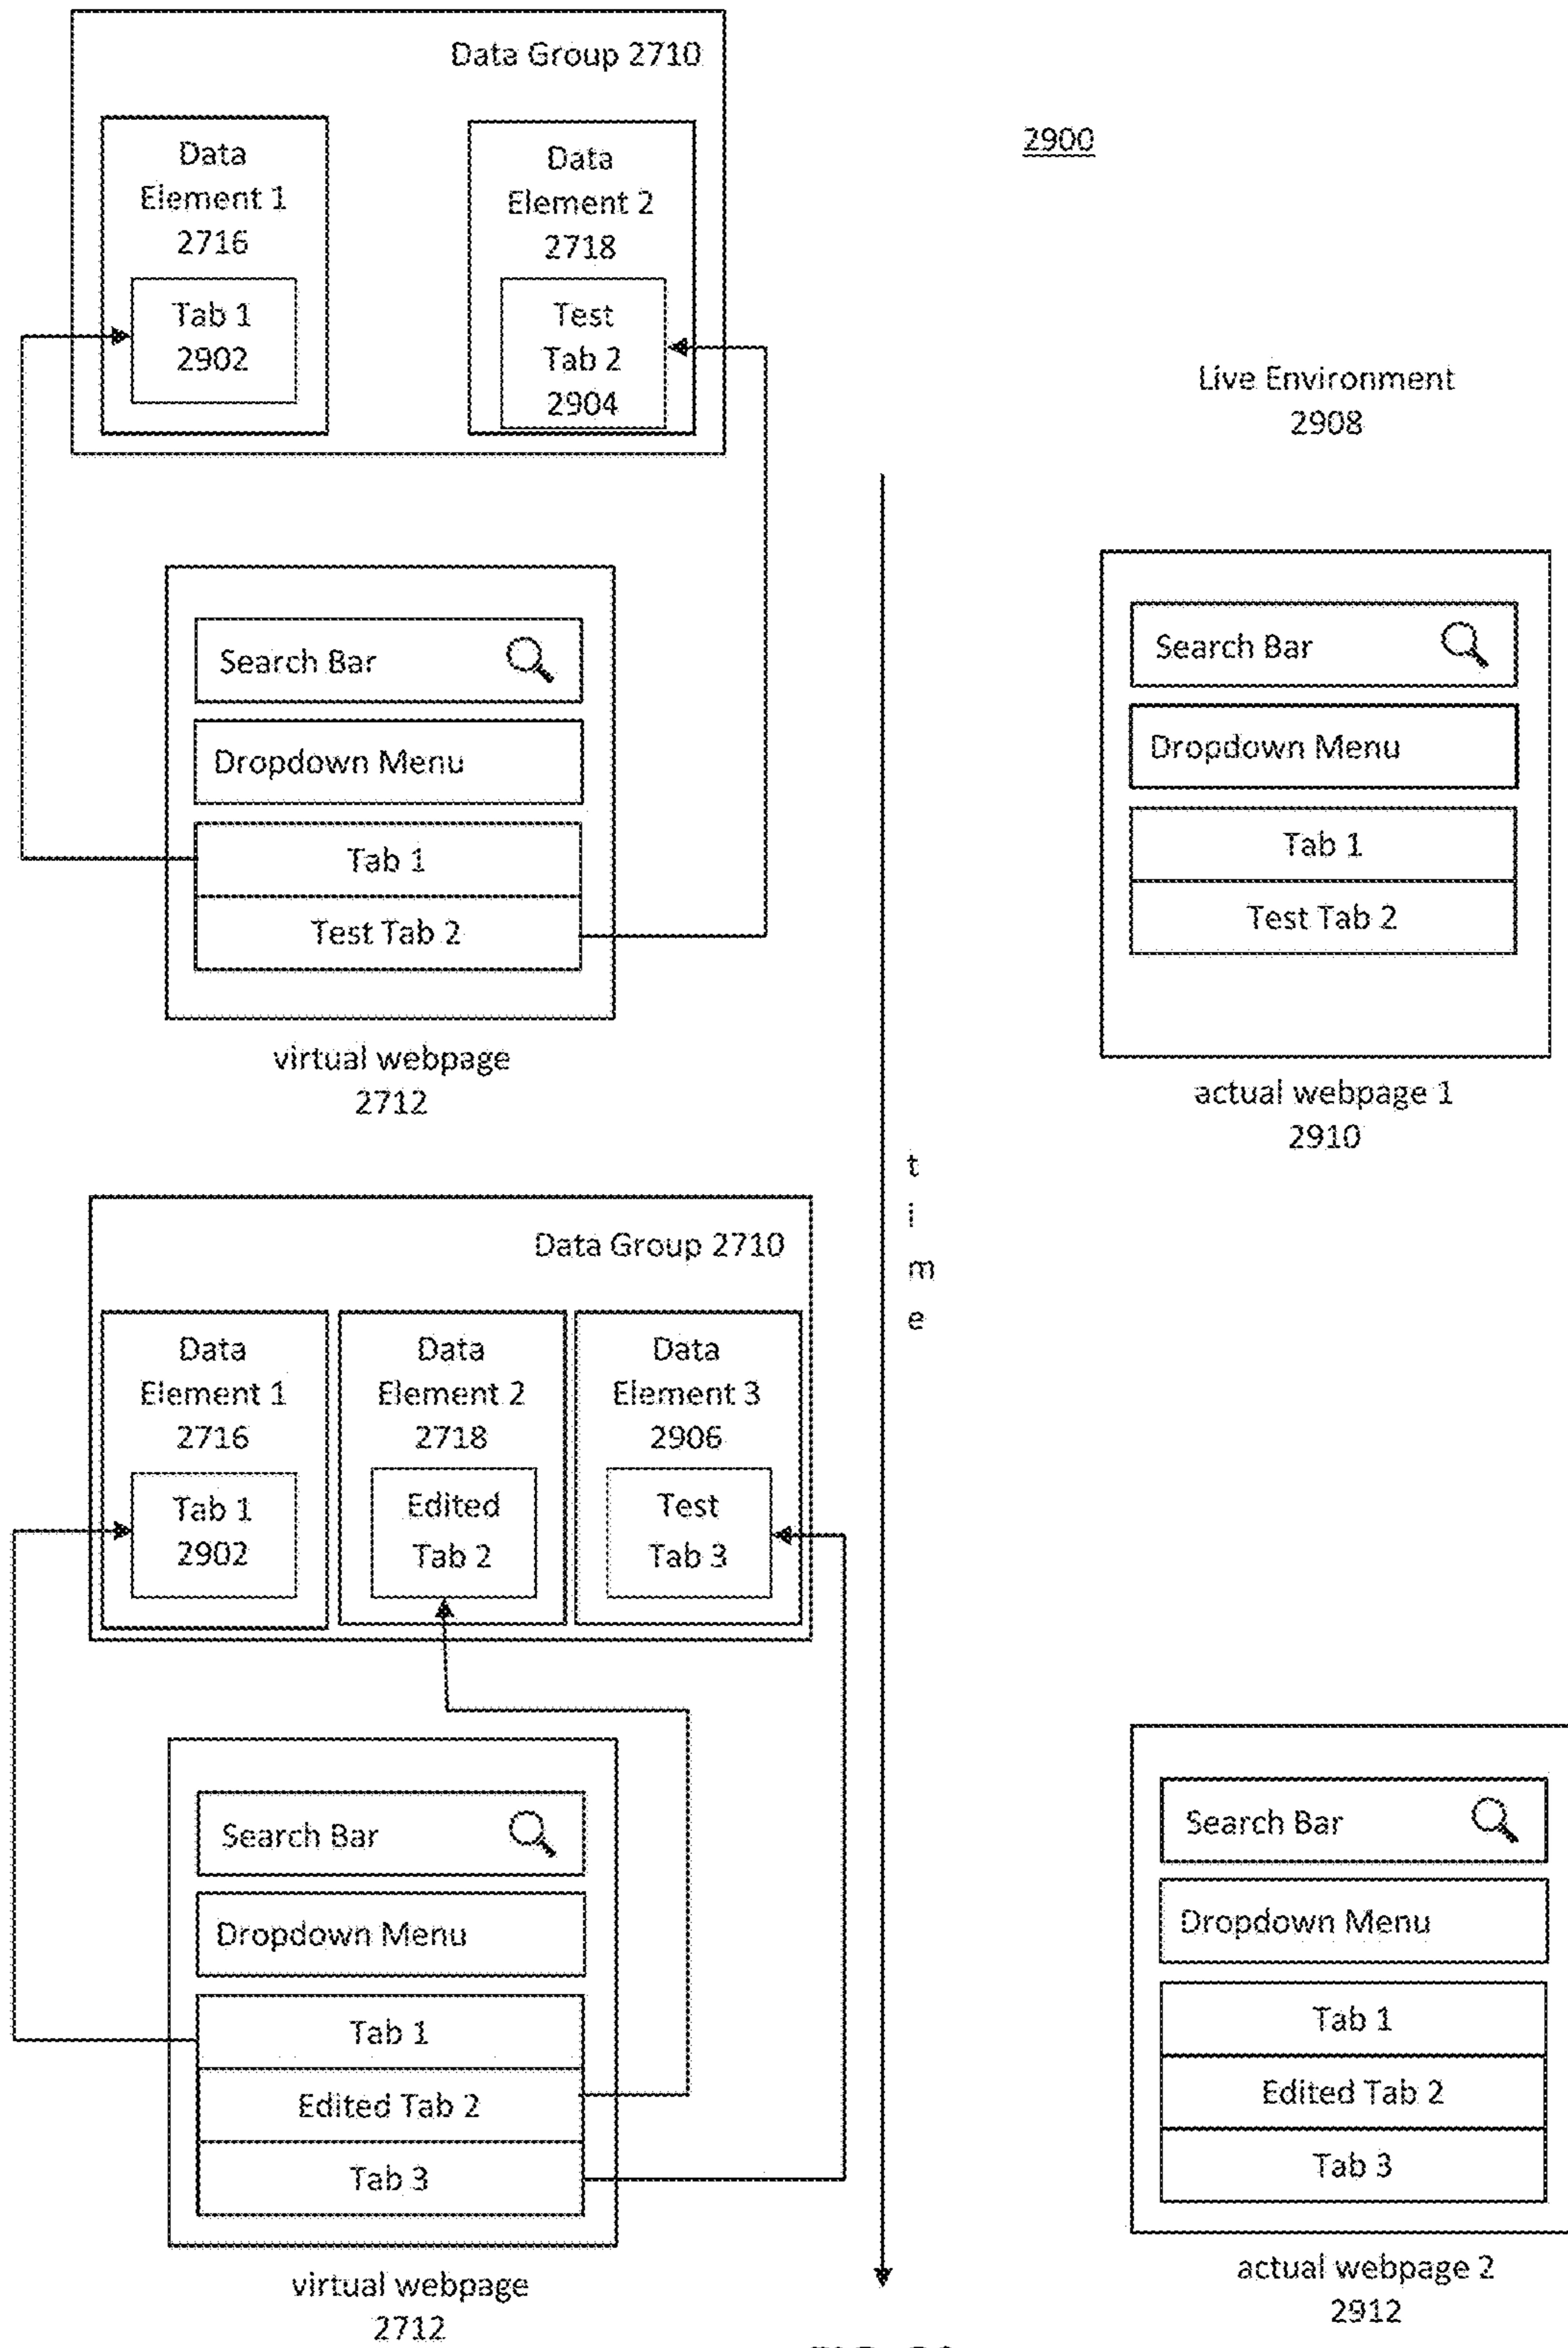 Data Group 2710
Data
Element 1
2716
Tab 1
2902
Data
Element 2
2718
Test
Tab 2
2904
2900
Live Environment
2908
Search Bar
Dropdown Menu
Tab 1
Test Tab 2
virtual webpage
2712
Search Bar
Dropdown Menu
Tab 1
Test Tab 2
actual webpage 1
2910
t
i
m
e
Data Group 2710
Data
Element 1
2716
Tab 1
2902
Data
Element 2
2718
Edited
Tab 2
Data
Element 3
2906
Test
Tab 3
Search Bar
Dropdown Menu
Tab 1
Edited Tab 2
Tab 3
virtual webpage
2712
Search Bar
Dropdown Menu
Tab 1
Edited Tab 2
Tab 3
actual webpage 2
2912